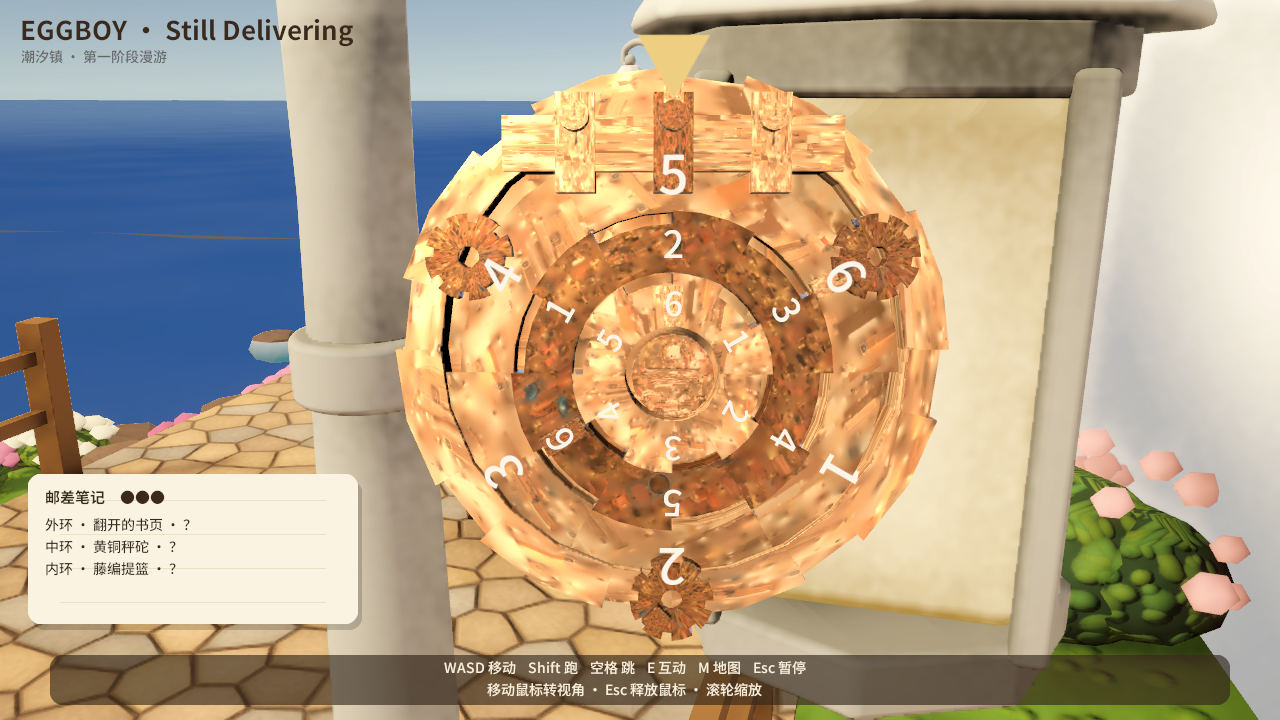 EGGBOY · Still Delivering
潮汐镇 · 第一阶段漫游
5
4
6
3
1
2
2
1
3
6
4
5
6
5
1
4
2
3
邮差笔记 ●●●
外环 · 翻开的书页 · ?
中环 · 黄铜秤砣 · ?
内环 · 藤编提篮 · ?
WASD 移动 Shift 跑 空格 跳 E 互动 M 地图 Esc 暂停
移动鼠标转视角 · Esc 释放鼠标 · 滚轮缩放